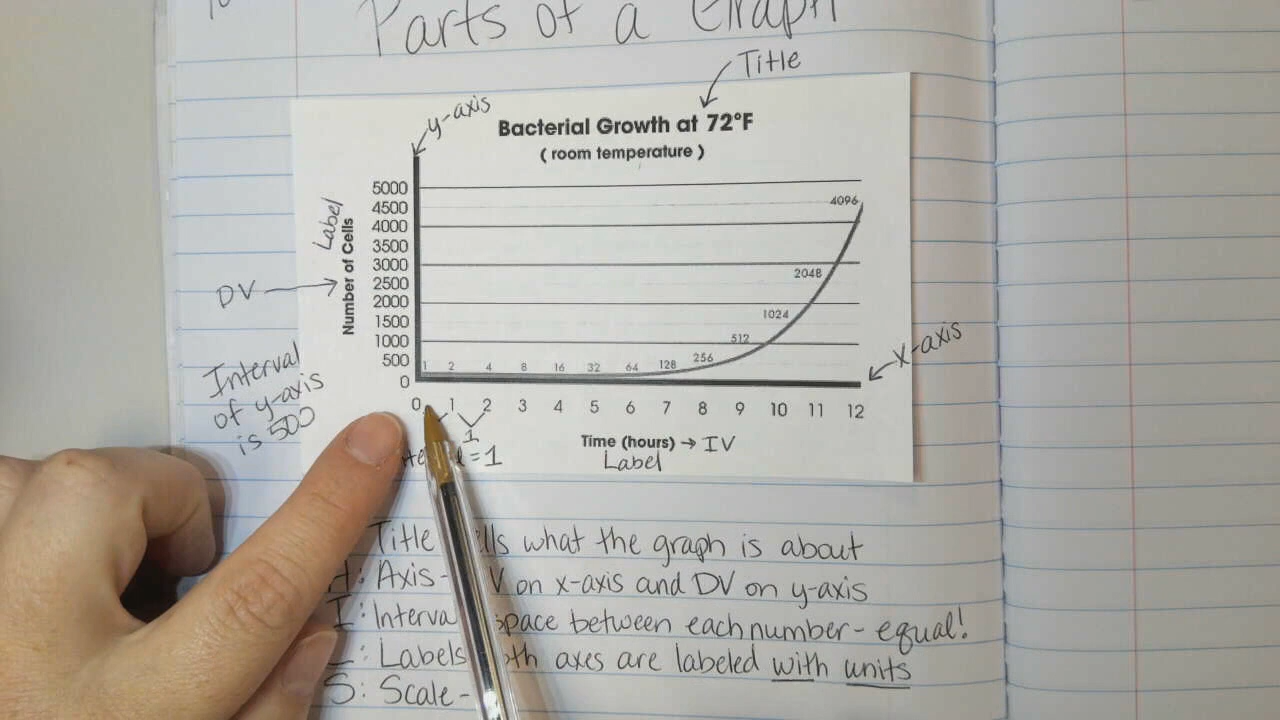 Parts of a Graph
Title
y-axis
Bacterial Growth at 72°F
( room temperature )
5000
4500
4000
3500
3000
2500
2000
1500
1000
500
0
Label
Number of Cells
DV
Interval
of y-axis
is 500
1 2 4 8 16 32 64 128 256 512 1024 2048 4096
x-axis
0 1 2 3 4 5 6 7 8 9 10 11 12
1
=1
Time (hours) → IV
Label
Title what the graph is about
A: Axis- on x-axis and DV on y-axis
I: space between each number - equal!
L: Labels axes are labeled with units
S: Scale -